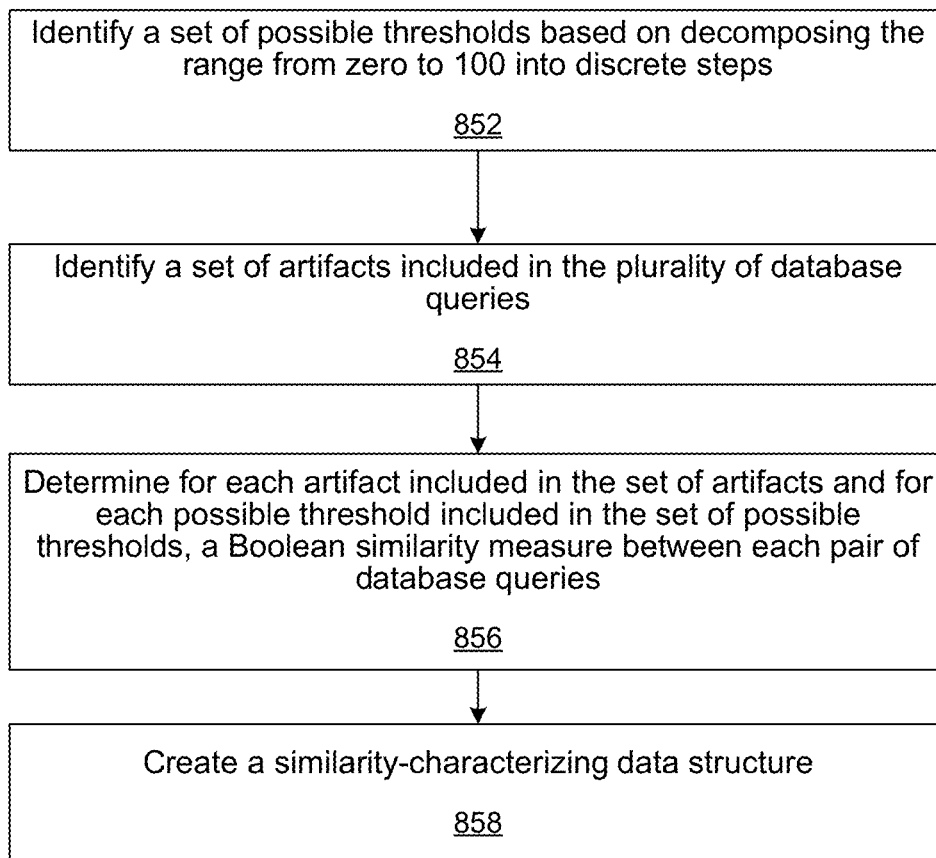 Identify a set of possible thresholds based on decomposing the
range from zero to 100 into discrete steps
852
Identify a set of artifacts included in the plurality of database
queries
854
Determine for each artifact included in the set of artifacts and for
each possible threshold included in the set of possible
thresholds, a Boolean similarity measure between each pair of
database queries
856
Create a similarity-characterizing data structure
858